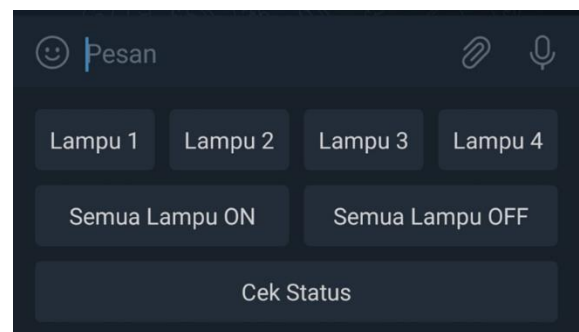 Pesan
Lampu 1 Lampu 2 Lampu 3 Lampu 4
Semua Lampu ON Semua Lampu OFF
Cek Status